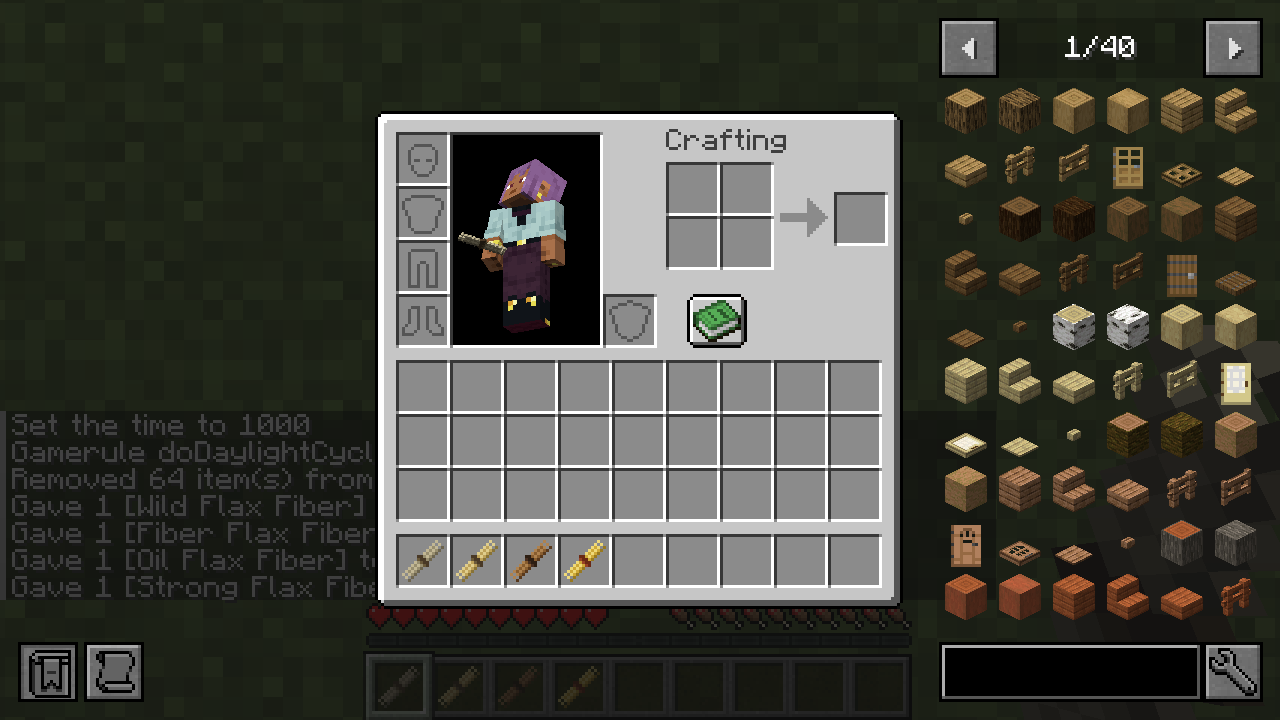 1/40
Crafting
Set the time to 1000
Gamerule doDaylightCycl
Removed 64 item(s) from
Gave 1 [Wild Flax Fiber]
Gave 1 [Fiber Flax Fiber
Gave 1 [Oil Flax Fiber] t
Gave 1 [Strong Flax Fibe